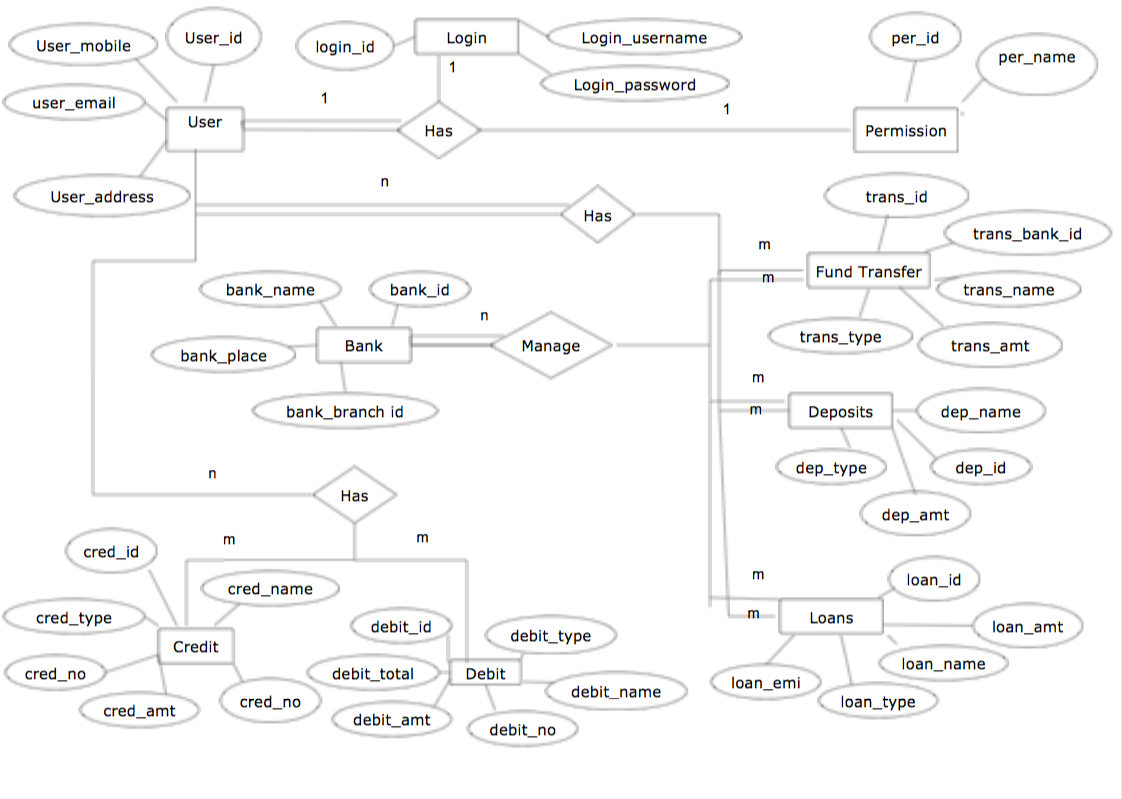 User_mobile
User_id
login_id
Login
Login_username
per_id
per_name
user_email
1
1
Login_password
1
User
Has
Permission
User_address
n
Has
trans_id
m
trans_bank_id
Fund Transfer
m
bank_name
bank_id
trans_name
n
trans_type
trans_amt
bank_place
Bank
Manage
m
bank_branch id
m
Deposits
dep_name
dep_type
dep_id
n
Has
dep_amt
m
m
cred_id
cred_name
m
loan_id
cred_type
m
Loans
loan_amt
debit_id
debit_type
Credit
loan_name
cred_no
debit_total
Debit
loan_emi
debit_name
cred_amt
cred_no
loan_type
debit_amt
debit_no